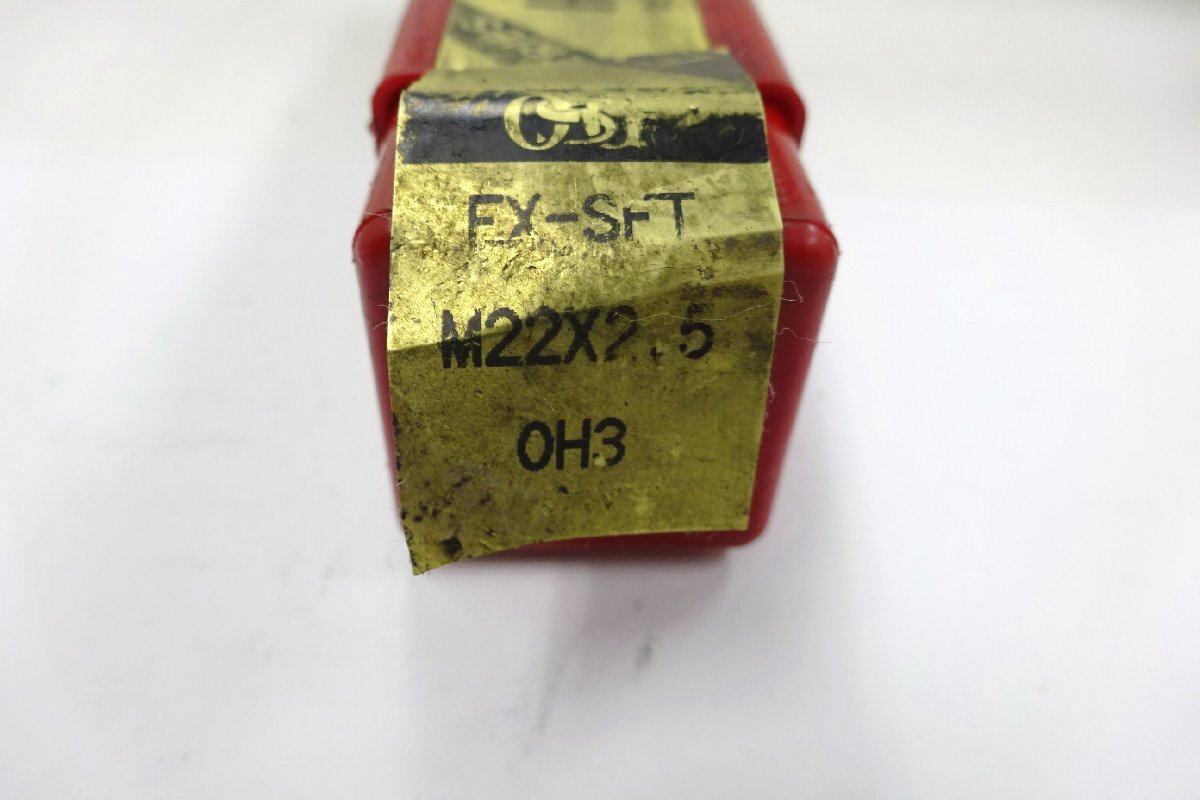 OSG
EX-SFT
M22X2.5
OH3